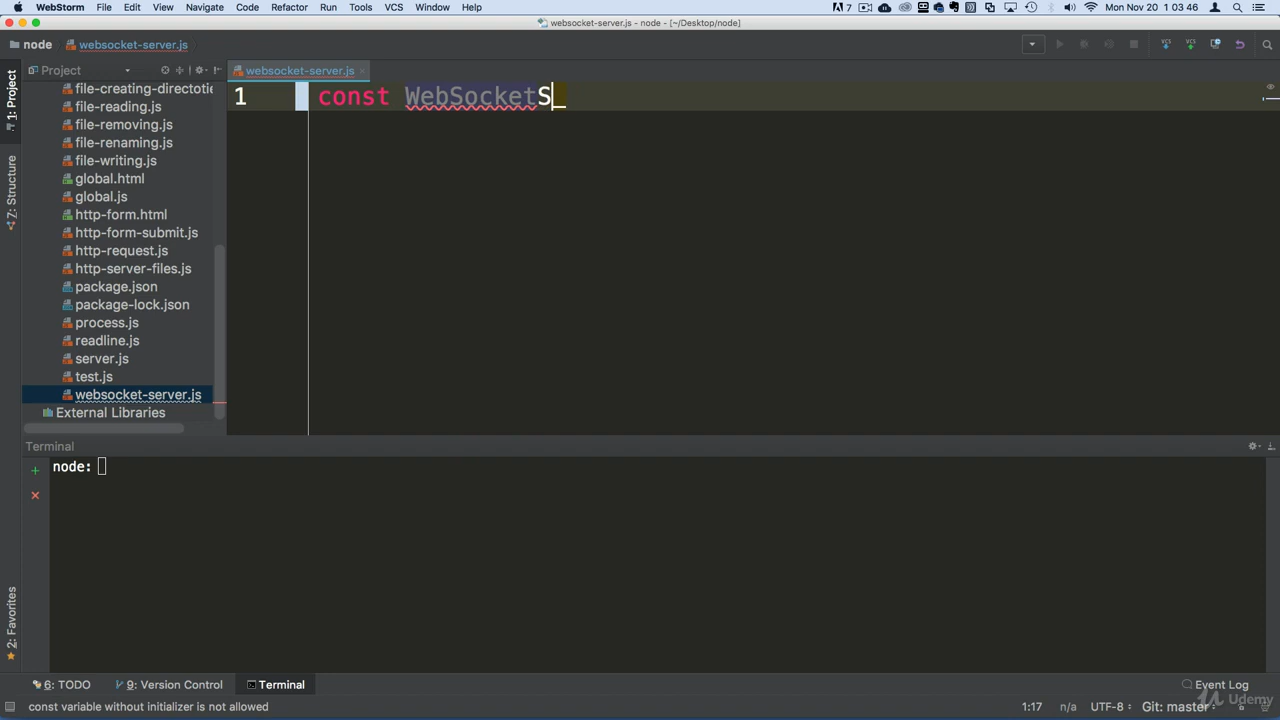 WebStorm File Edit View Navigate Code Refactor Run Tools VCS Window Help 7 Mon Nov 20 1 03 46
websocket-server.js - node - [~/Desktop/node]
node websocket-server.js
1: Project
Project
websocket-server.js
1 const WebSocketS
file-creating-directotie
file-reading.js
file-removing.js
file-renaming.js
file-writing.js
global.html
global.js
http-form.html
http-form-submit.js
http-request.js
http-server-files.js
package.json
package-lock.json
process.js
readline.js
server.js
test.js
websocket-server.js
External Libraries
7: Structure
Terminal
node:
2: Favorites
6: TODO 9: Version Control Terminal Event Log
const variable without initializer is not allowed 1:17 n/a UTF-8 Git: master
Udemy